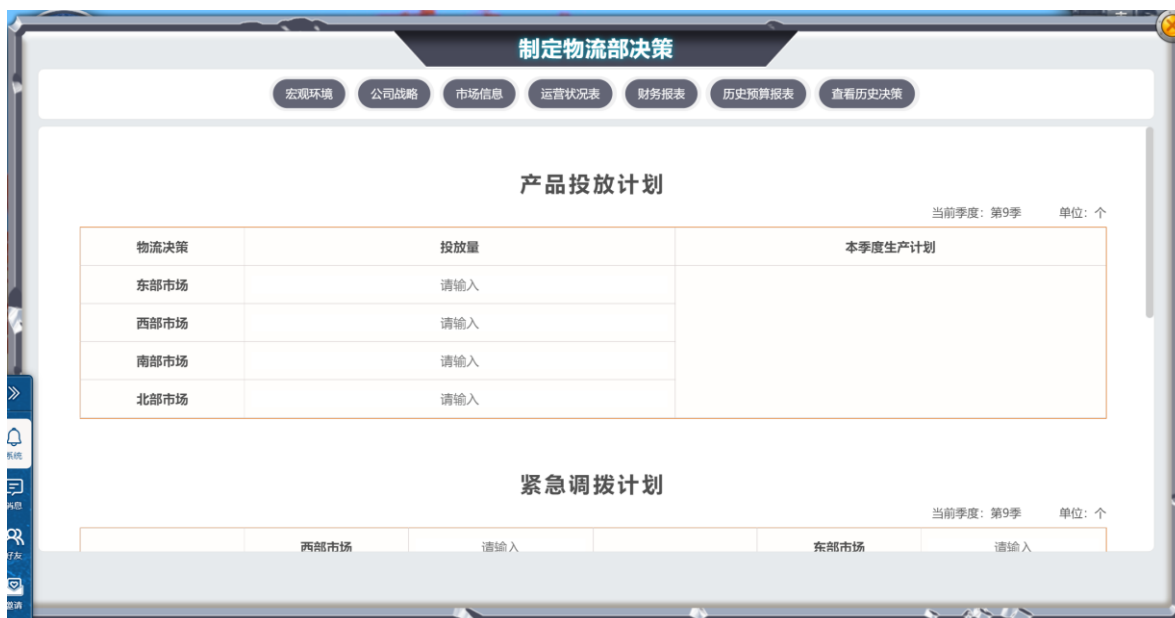 制定物流部决策
宏观环境 公司战略 市场信息 运营状况表 财务报表 历史预算报表 查看历史决策
产品投放计划
当前季度：第9季 单位：个
物流决策 投放量 本季度生产计划
东部市场 请输入
西部市场 请输入
南部市场 请输入
北部市场 请输入
系统
消息
好友
邀请
紧急调拨计划
当前季度：第9季 单位：个
西部市场 请输入 东部市场 请输入